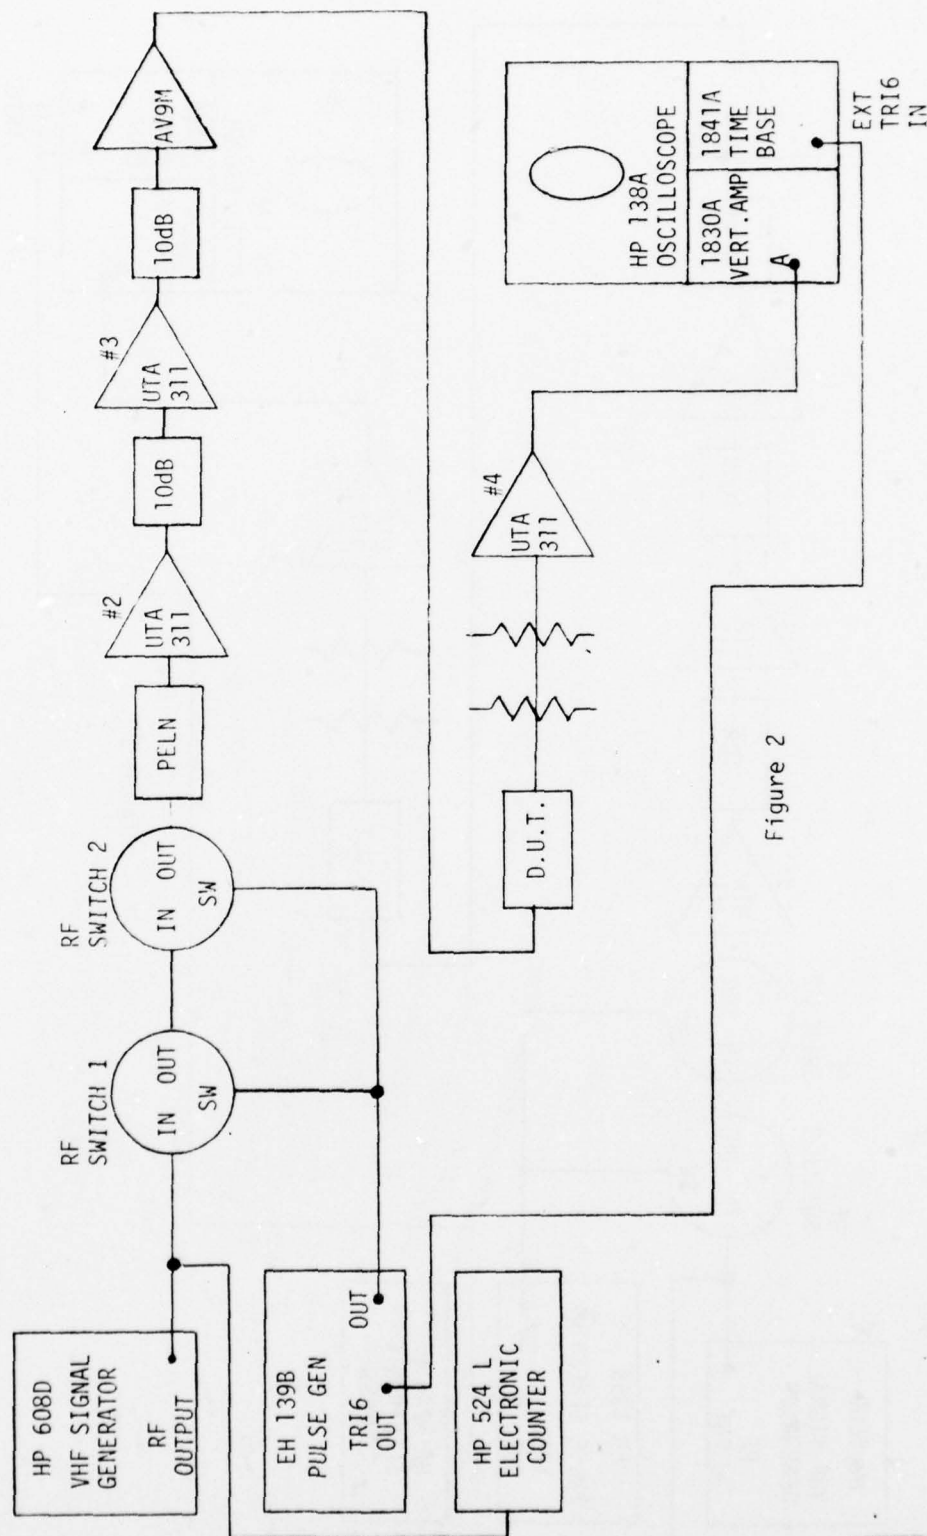 HP 608D
VHF SIGNAL
GENERATOR
RF
OUTPUT
EH 139B
PULSE GEN
OUT
TRI6
OUT
HP 524 L
ELECTRONIC
COUNTER
RF
SWITCH 1
IN OUT
SW
RF
SWITCH 2
IN OUT
SW
PELN
#2
UTA
311
10dB
#3
UTA
311
10dB
AV9M
D.U.T.
#4
UTA
311
HP 138A
OSCILLOSCOPE
1830A
VERT.AMP
A
1841A
TIME
BASE
EXT
TRI6
IN
Figure 2